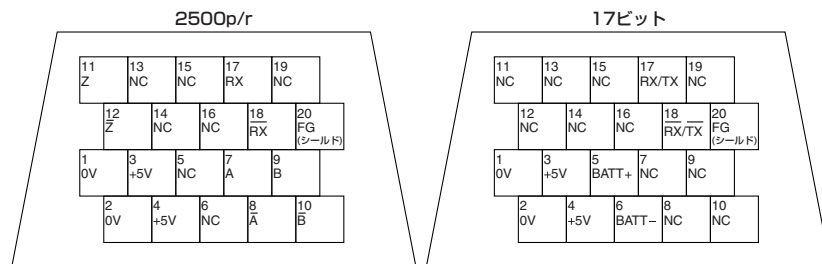 2500p/r
11 13 15 17 19
Z NC NC RX NC
12 14 16 18 20
Z̅ NC NC R̅X̅ FG
(シールド)
1 3 5 7 9
0V +5V NC A B
2 4 6 8 10
0V +5V NC A̅ B̅
17ビット
11 13 15 17 19
NC NC NC RX/TX NC
12 14 16 18 20
NC NC NC R̅X̅/T̅X̅ FG
(シールド)
1 3 5 7 9
0V +5V BATT+ NC NC
2 4 6 8 10
0V +5V BATT− NC NC